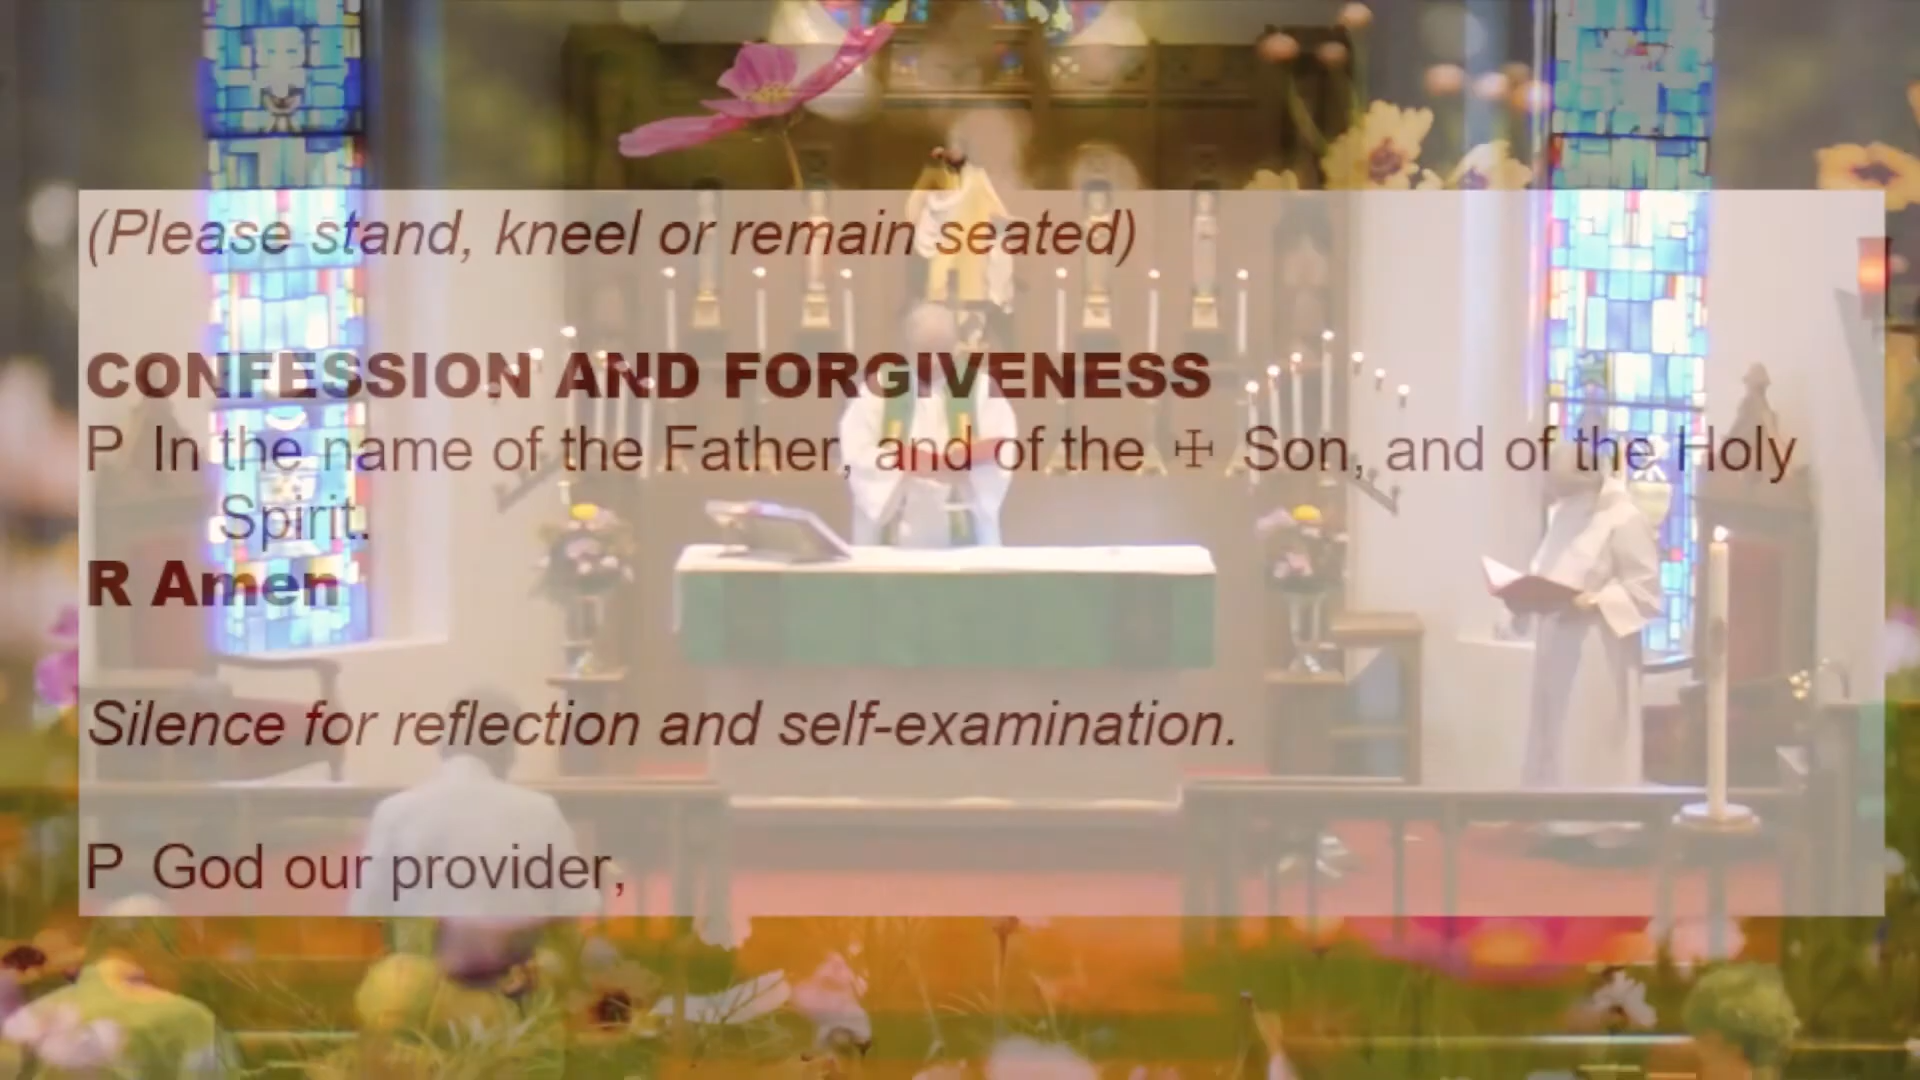 (Please stand, kneel or remain seated)
CONFESSION AND FORGIVENESS
P In the name of the Father, and of the ☩ Son, and of the Holy
Spirit.
R Amen
Silence for reflection and self-examination.
P God our provider,